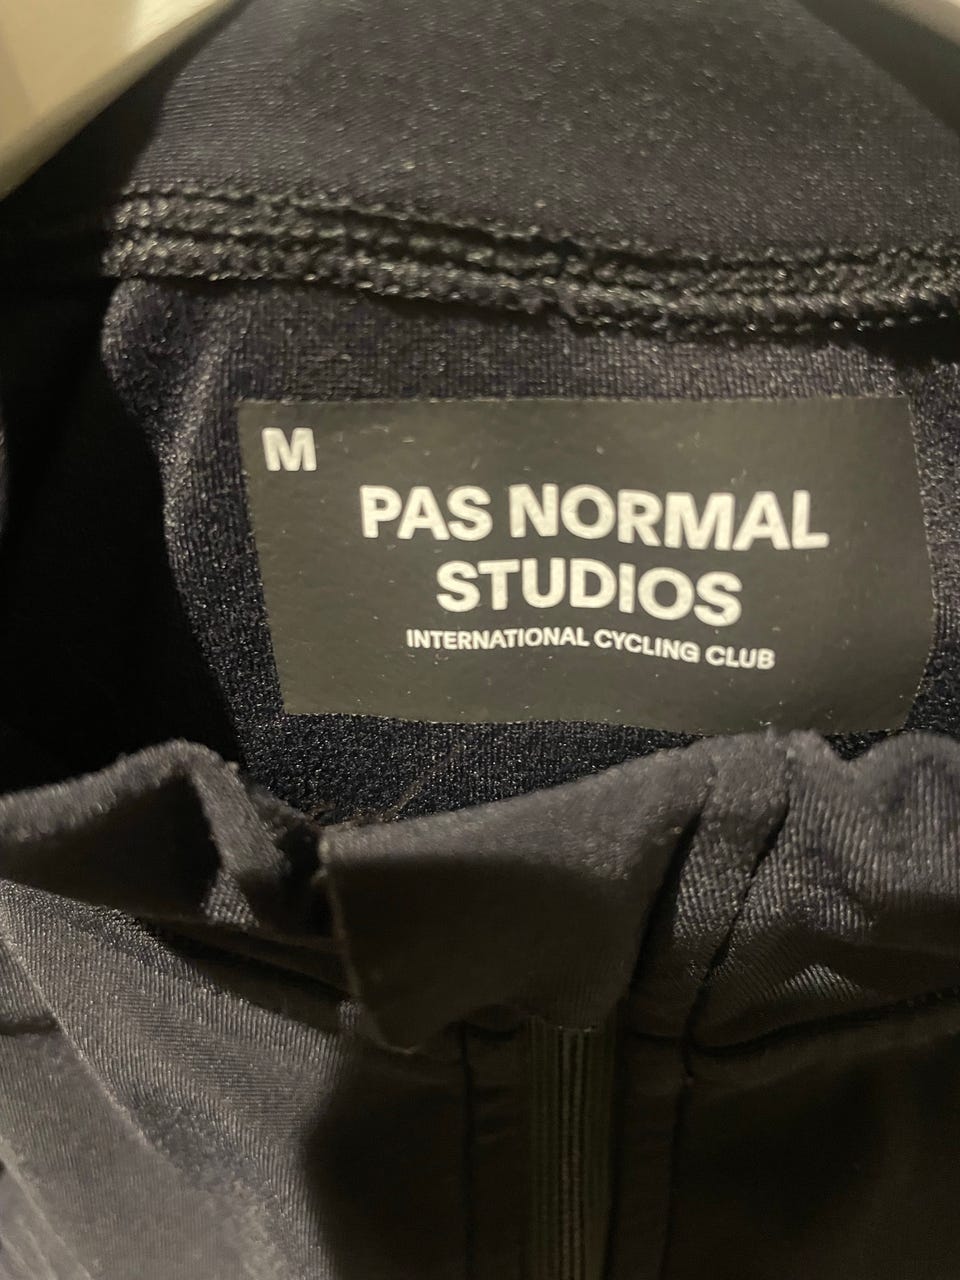 M
PAS NORMAL
STUDIOS
INTERNATIONAL CYCLING CLUB